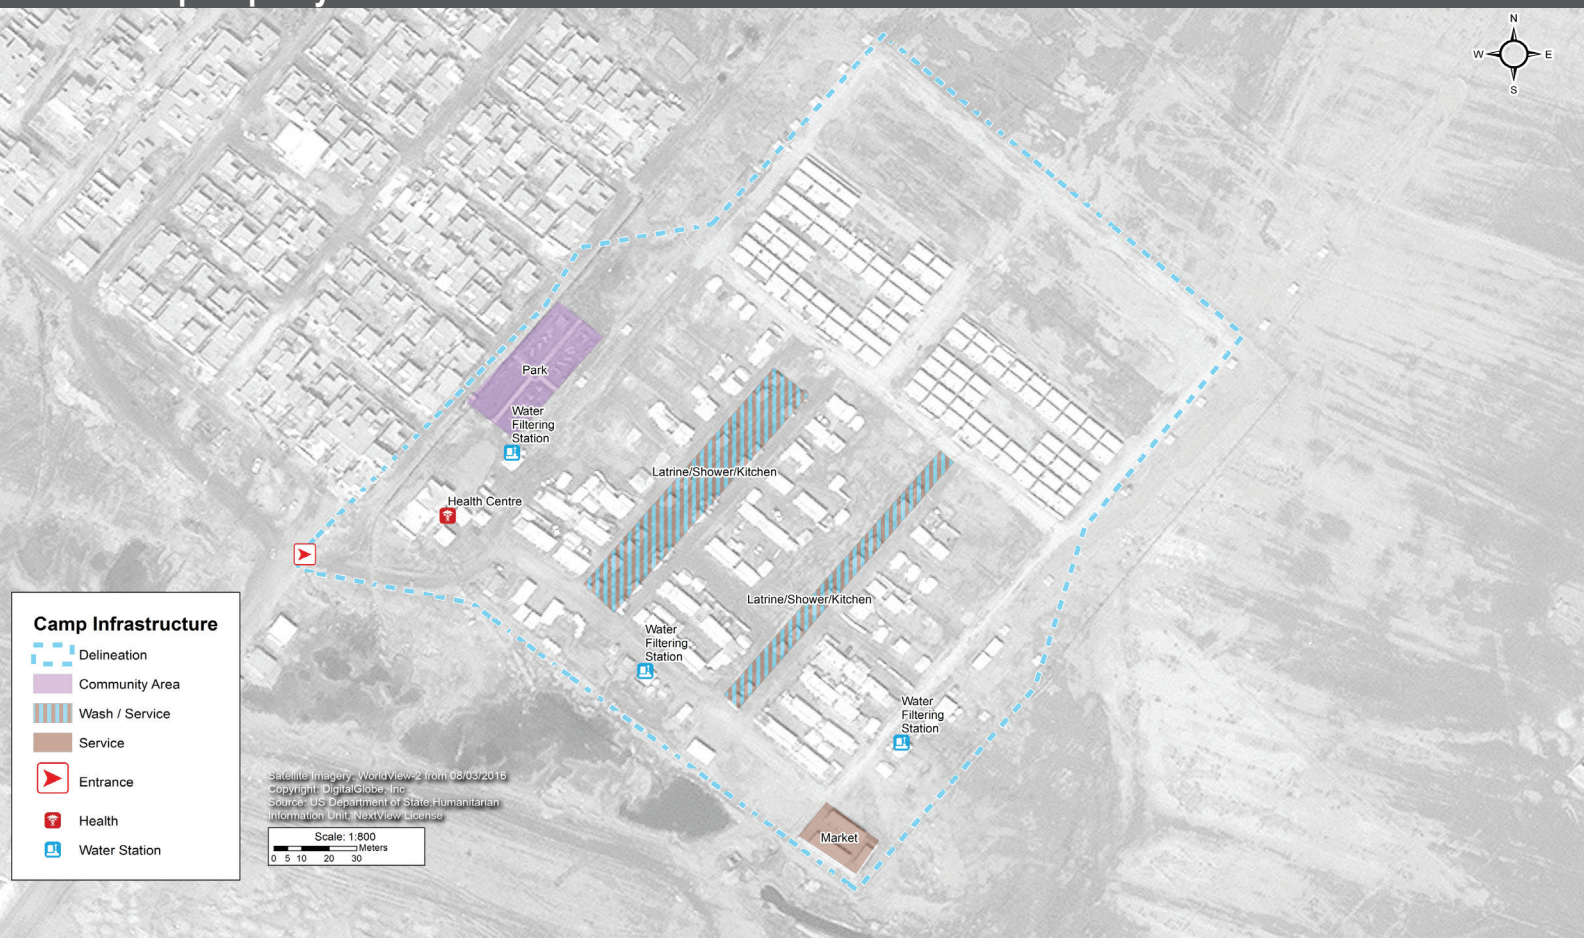 N
W E
S
Park
Water
Filtering
Station
Latrine/Shower/Kitchen
Health Centre
Latrine/Shower/Kitchen
Water
Filtering
Station
Water
Filtering
Station
Market
Camp Infrastructure
Delineation
Community Area
Wash / Service
Service
Entrance
Health
Water Station
Satellite Imagery: WorldView-2 from 08/03/2016
Copyright: DigitalGlobe, Inc
Source: US Department of State,Humanitarian
Information Unit, NextView License
Scale: 1:800
Meters
0 5 10 20 30